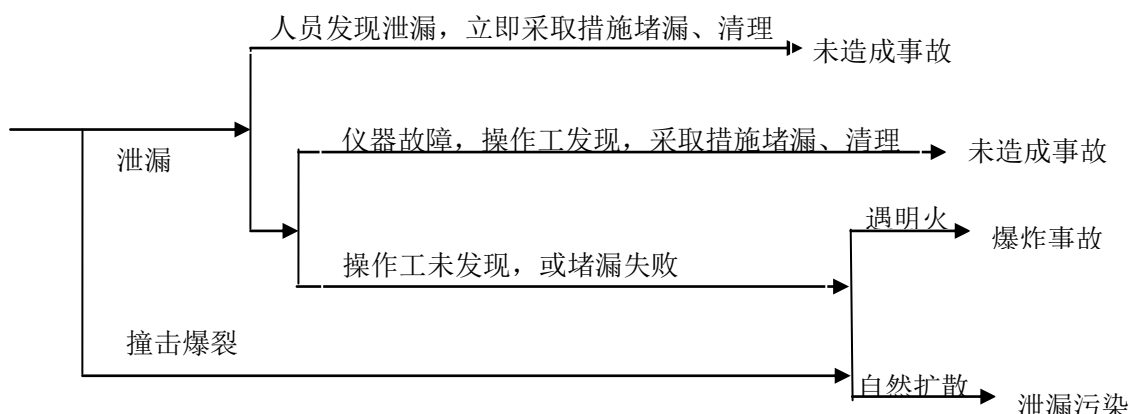 人员发现泄漏，立即采取措施堵漏、清理
未造成事故
泄漏
仪器故障，操作工发现，采取措施堵漏、清理
未造成事故
遇明火
爆炸事故
操作工未发现，或堵漏失败
撞击爆裂
自然扩散
泄漏污染